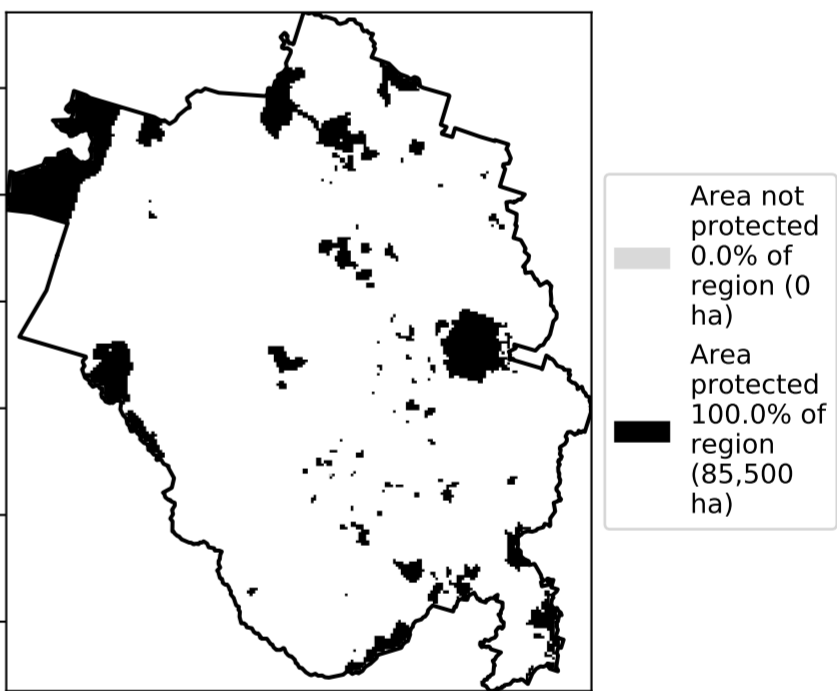 Area not
protected
0.0% of
region (0
ha)
Area
protected
100.0% of
region
(85,500
ha)